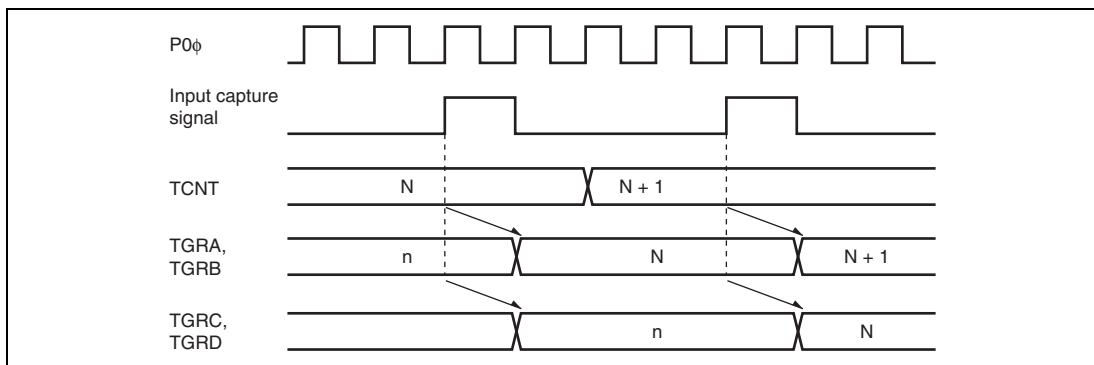 P0ϕ
Input capture
signal
TCNT
N
N + 1
TGRA,
TGRB
n
N
N + 1
TGRC,
TGRD
n
N